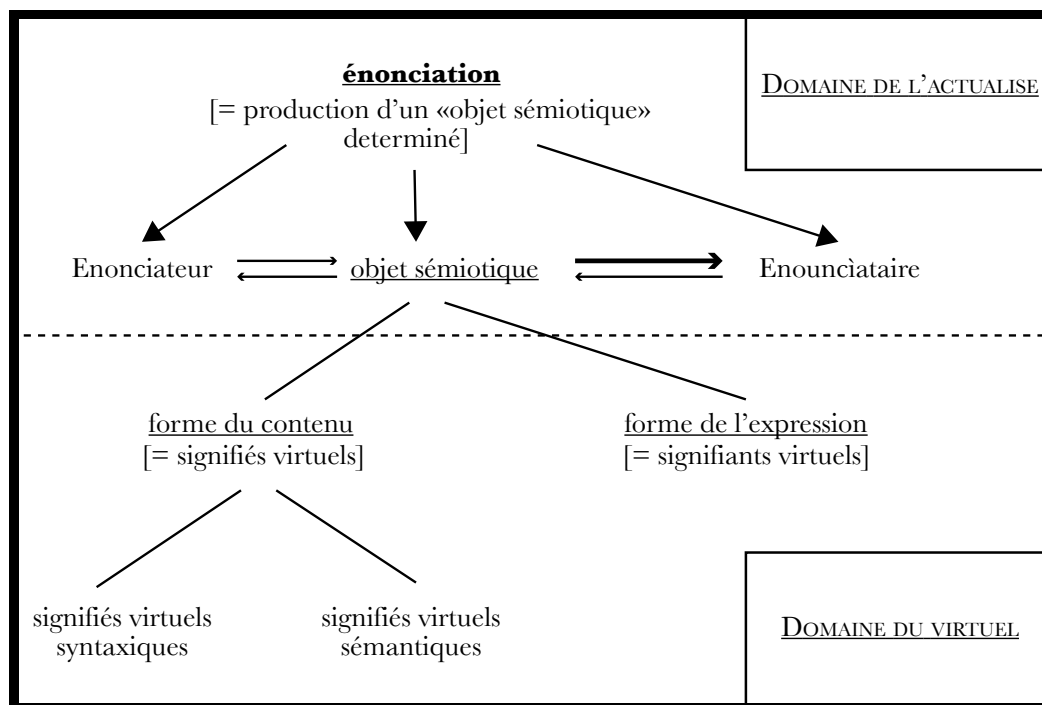 énonciation
[= production d’un «objet sémiotique»
determiné]
DOMAINE DE L’ACTUALISE
Enonciateur
objet sémiotique
Enouncìataire
forme du contenu
[= signifiés virtuels]
forme de l’expression
[= signifiants virtuels]
signifiés virtuels
syntaxiques
signifiés virtuels
sémantiques
DOMAINE DU VIRTUEL